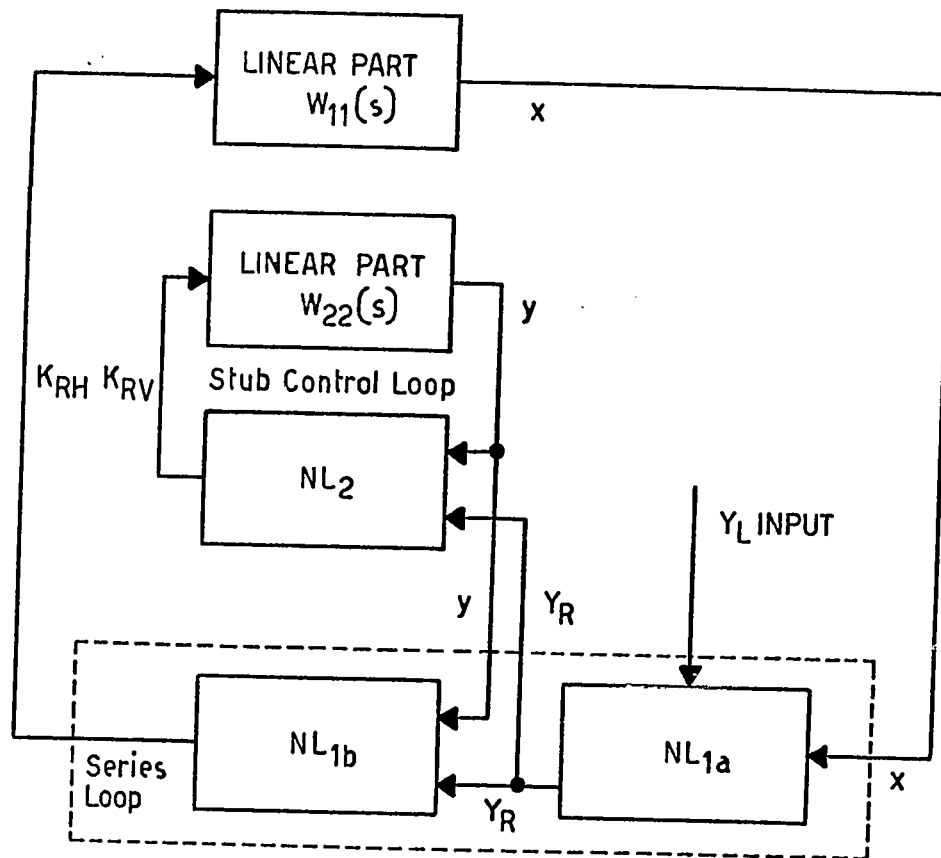 LINEAR PART
W11(s)
x
LINEAR PART
W22(s)
y
KRH KRV
Stub Control Loop
NL2
YL INPUT
y
YR
NL1b
NL1a
Series
Loop
YR
x